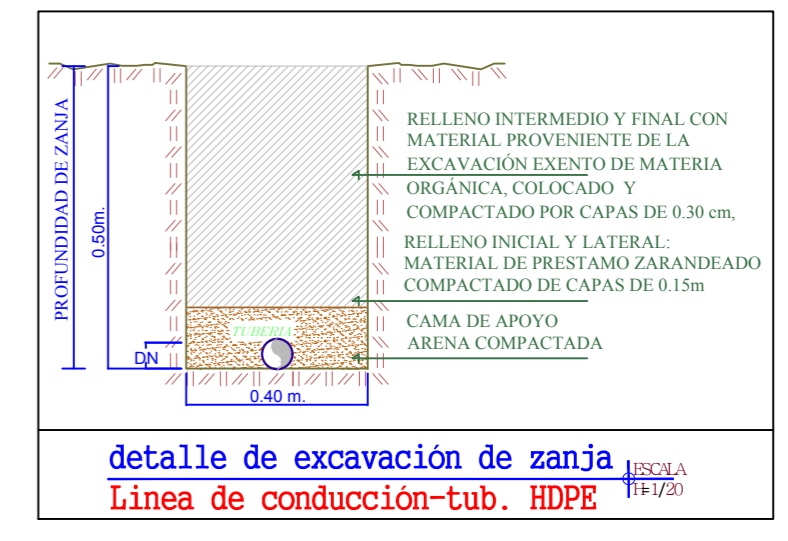 PROFUNDIDAD DE ZANJA
0.50m.
DN
0.40 m.
TUBERIA
RELLENO INTERMEDIO Y FINAL CON
MATERIAL PROVENIENTE DE LA
EXCAVACIÓN EXENTO DE MATERIA
ORGÁNICA, COLOCADO Y
COMPACTADO POR CAPAS DE 0.30 cm,
RELLENO INICIAL Y LATERAL:
MATERIAL DE PRESTAMO ZARANDEADO
COMPACTADO DE CAPAS DE 0.15m
CAMA DE APOYO
ARENA COMPACTADA
detalle de excavación de zanja
Linea de conducción-tub. HDPE
ESCALA
H=1/20